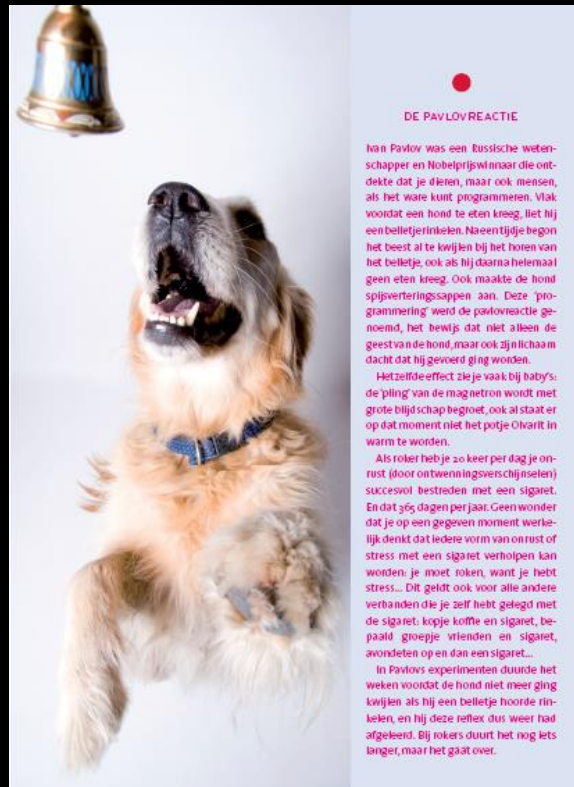 DE PAVLOVREACTIE
Ivan Pavlov was een Russische weten-
schapper en Nobelprijswinnaar die ont-
dekte dat je dieren, maar ook mensen,
als het ware kunt programmeren. Vlak
voordat een hond te eten kreeg, liet hij
een belletje rinkelen. Na een tijdje begon
het beest al te kwijlen bij het horen van
het belletje, ook als hij daarna helemaal
geen eten kreeg. Ook maakte de hond
spijsverteringssappen aan. Deze ‘pro-
grammering’ werd de pavlovreactie ge-
noemd, het bewijs dat niet alleen de
geest van de hond, maar ook zijn lichaam
dacht dat hij gevoerd ging worden.
Hetzelfde effect zie je vaak bij baby’s:
de ‘pling’ van de magnetron wordt met
grote blijdschap begroet, ook al staat er
op dat moment niet het potje Olvarit in
warm te worden.
Als roker heb je 20 keer per dag je on-
rust (door ontwenningsverschijnselen)
succesvol bestreden met een sigaret.
En dat 365 dagen per jaar. Geen wonder
dat je op een gegeven moment werke-
lijk denkt dat iedere vorm van onrust of
stress met een sigaret verholpen kan
worden: je moet roken, want je hebt
stress... Dit geldt ook voor alle andere
verbanden die je zelf hebt gelegd met
de sigaret: kopje koffie en sigaret, be-
paald groepje vrienden en sigaret,
avondeten op en dan een sigaret...
In Pavlovs experimenten duurde het
weken voordat de hond niet meer ging
kwijlen als hij een belletje hoorde rin-
kelen, en hij deze reflex dus weer had
afgeleerd. Bij rokers duurt het nog iets
langer, maar het gaat over.